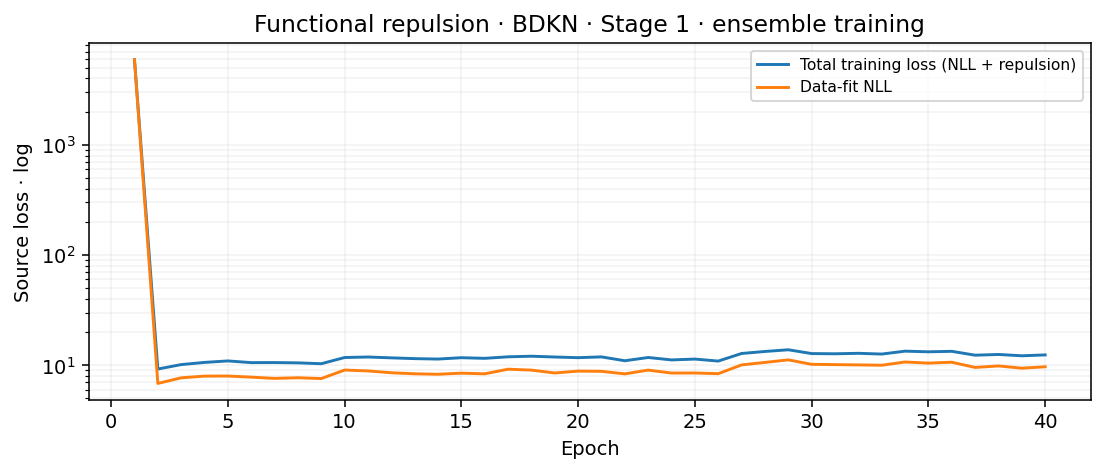 Functional repulsion · BDKN · Stage 1 · ensemble training
Total training loss (NLL + repulsion)
Data-fit NLL
Source loss · log
10³
10²
10¹
0 5 10 15 20 25 30 35 40
Epoch